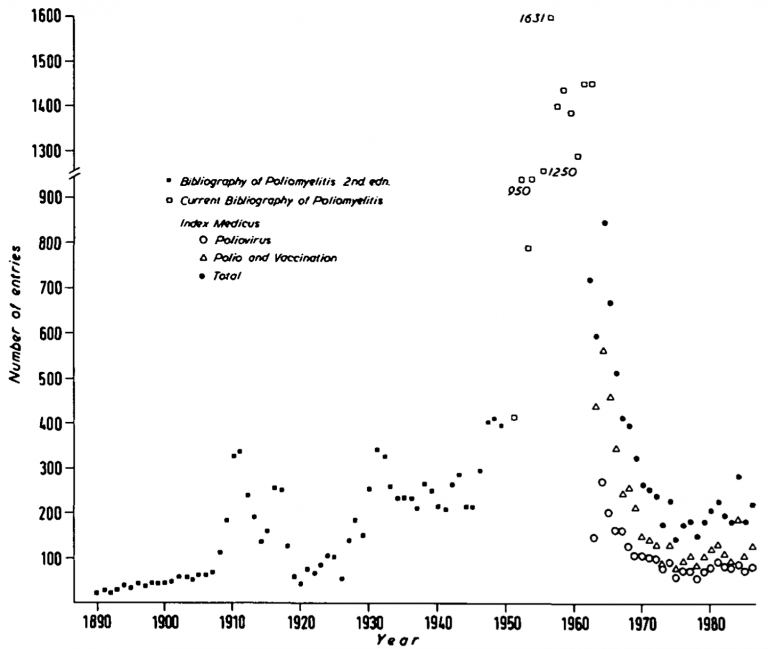 1600
1631
1500
1400
1300
1250
Bibliography of Poliomyelitis 2nd. edn.
950
900
Current Bibliography of Poliomyelitis
Index Medicus
800
Poliovirus
Polio and Vaccination
700
Total
Number of entries
600
500
400
300
200
100
1890 1900 1910 1920 1930 1940 1950 1960 1970 1980
Year